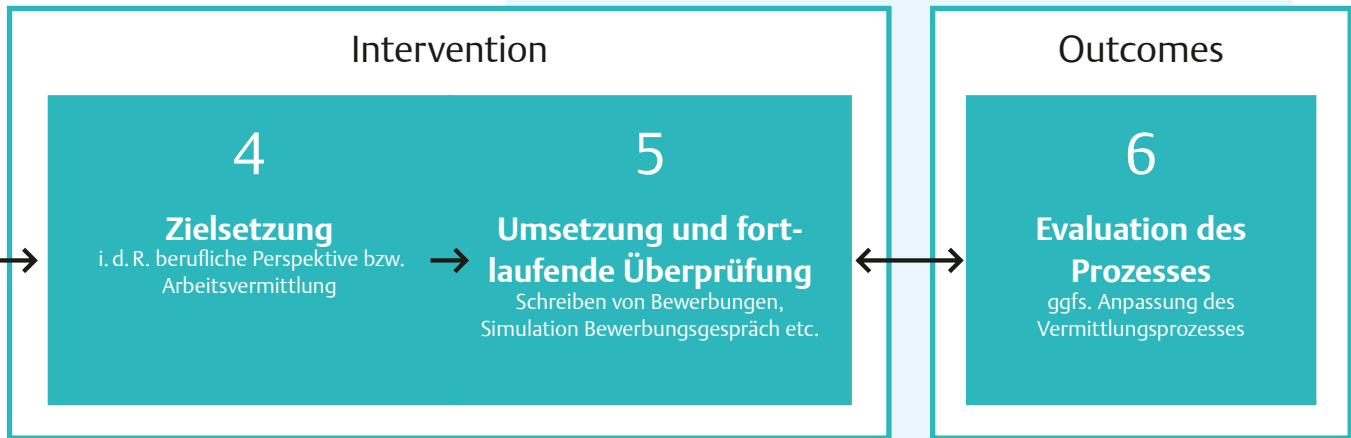 Intervention
4
Zielsetzung
i. d. R. berufliche Perspektive bzw.
Arbeitsvermittlung
5
Umsetzung und fort-
laufende Überprüfung
Schreiben von Bewerbungen,
Simulation Bewerbungsgespräch etc.
Outcomes
6
Evaluation des
Prozesses
ggfs. Anpassung des
Vermittlungsprozesses